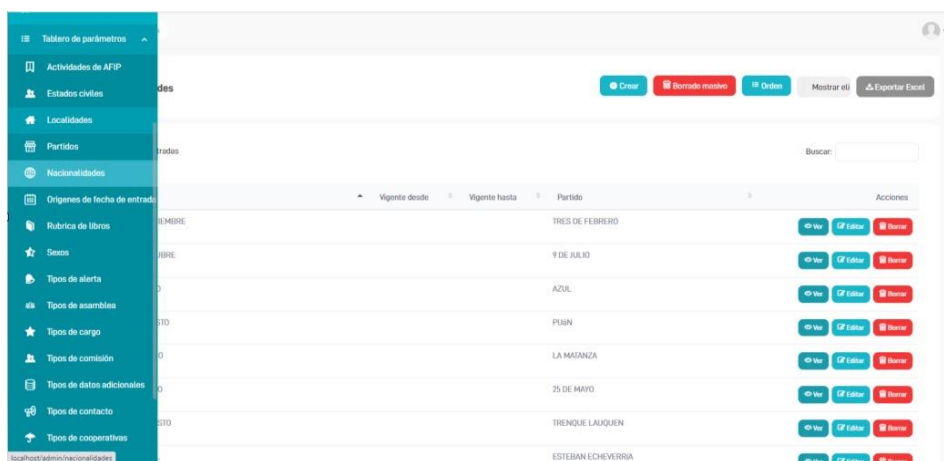 Tablero de parámetros
Actividades de AFIP
Estados civiles
Localidades
Partidos
Nacionalidades
Origenes de fecha de entrada
Rubrica de libros
Sexos
Tipos de alerta
Tipos de asamblea
Tipos de cargo
Tipos de comisión
Tipos de datos adicionales
Tipos de contacto
Tipos de cooperativas
localhost/admin/nacionalidades
des
Crear
Borrado masivo
Orden
Mostrar eli
Exportar Excel
tradas
Buscar:
Vigente desde
Vigente hasta
Partido
Acciones
IEMBRE
TRES DE FEBRERO
Ver Editar Borrar
UBRE
9 DE JULIO
Ver Editar Borrar
AZUL
Ver Editar Borrar
STO
PUáN
Ver Editar Borrar
O
LA MATANZA
Ver Editar Borrar
O
25 DE MAYO
Ver Editar Borrar
STO
TRENQUE LAUQUEN
Ver Editar Borrar
ESTEBAN ECHEVERRIA
Ver Editar Borrar